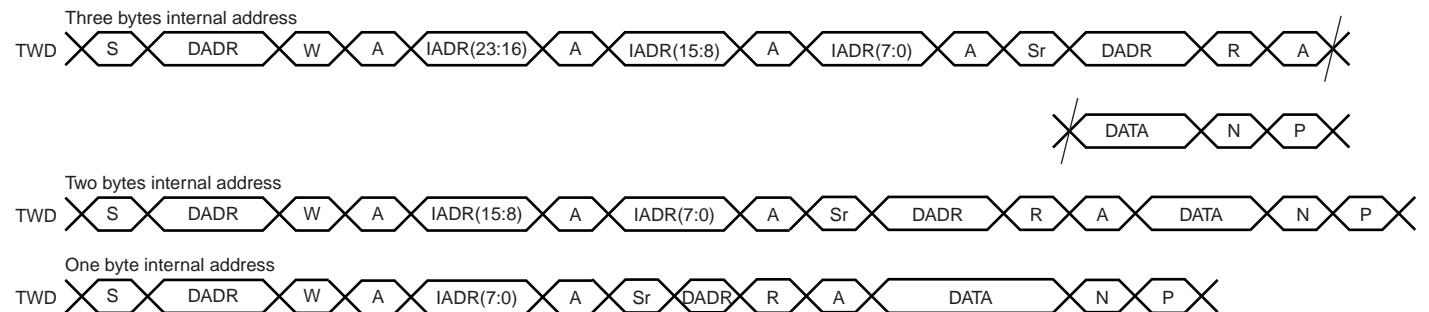 Three bytes internal address
TWD S DADR W A IADR(23:16) A IADR(15:8) A IADR(7:0) A Sr DADR R A
DATA N P
Two bytes internal address
TWD S DADR W A IADR(15:8) A IADR(7:0) A Sr DADR R A DATA N P
One byte internal address
TWD S DADR W A IADR(7:0) A Sr DADR R A DATA N P